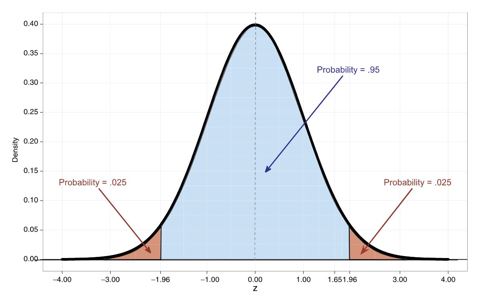 0.40
0.35
Probability = .95
0.30
0.25
Density
0.20
0.15
Probability = .025
Probability = .025
0.10
0.05
0.00
−4.00 −3.00 −1.96 −1.00 0.00 1.00 1.651.96 3.00 4.00
z